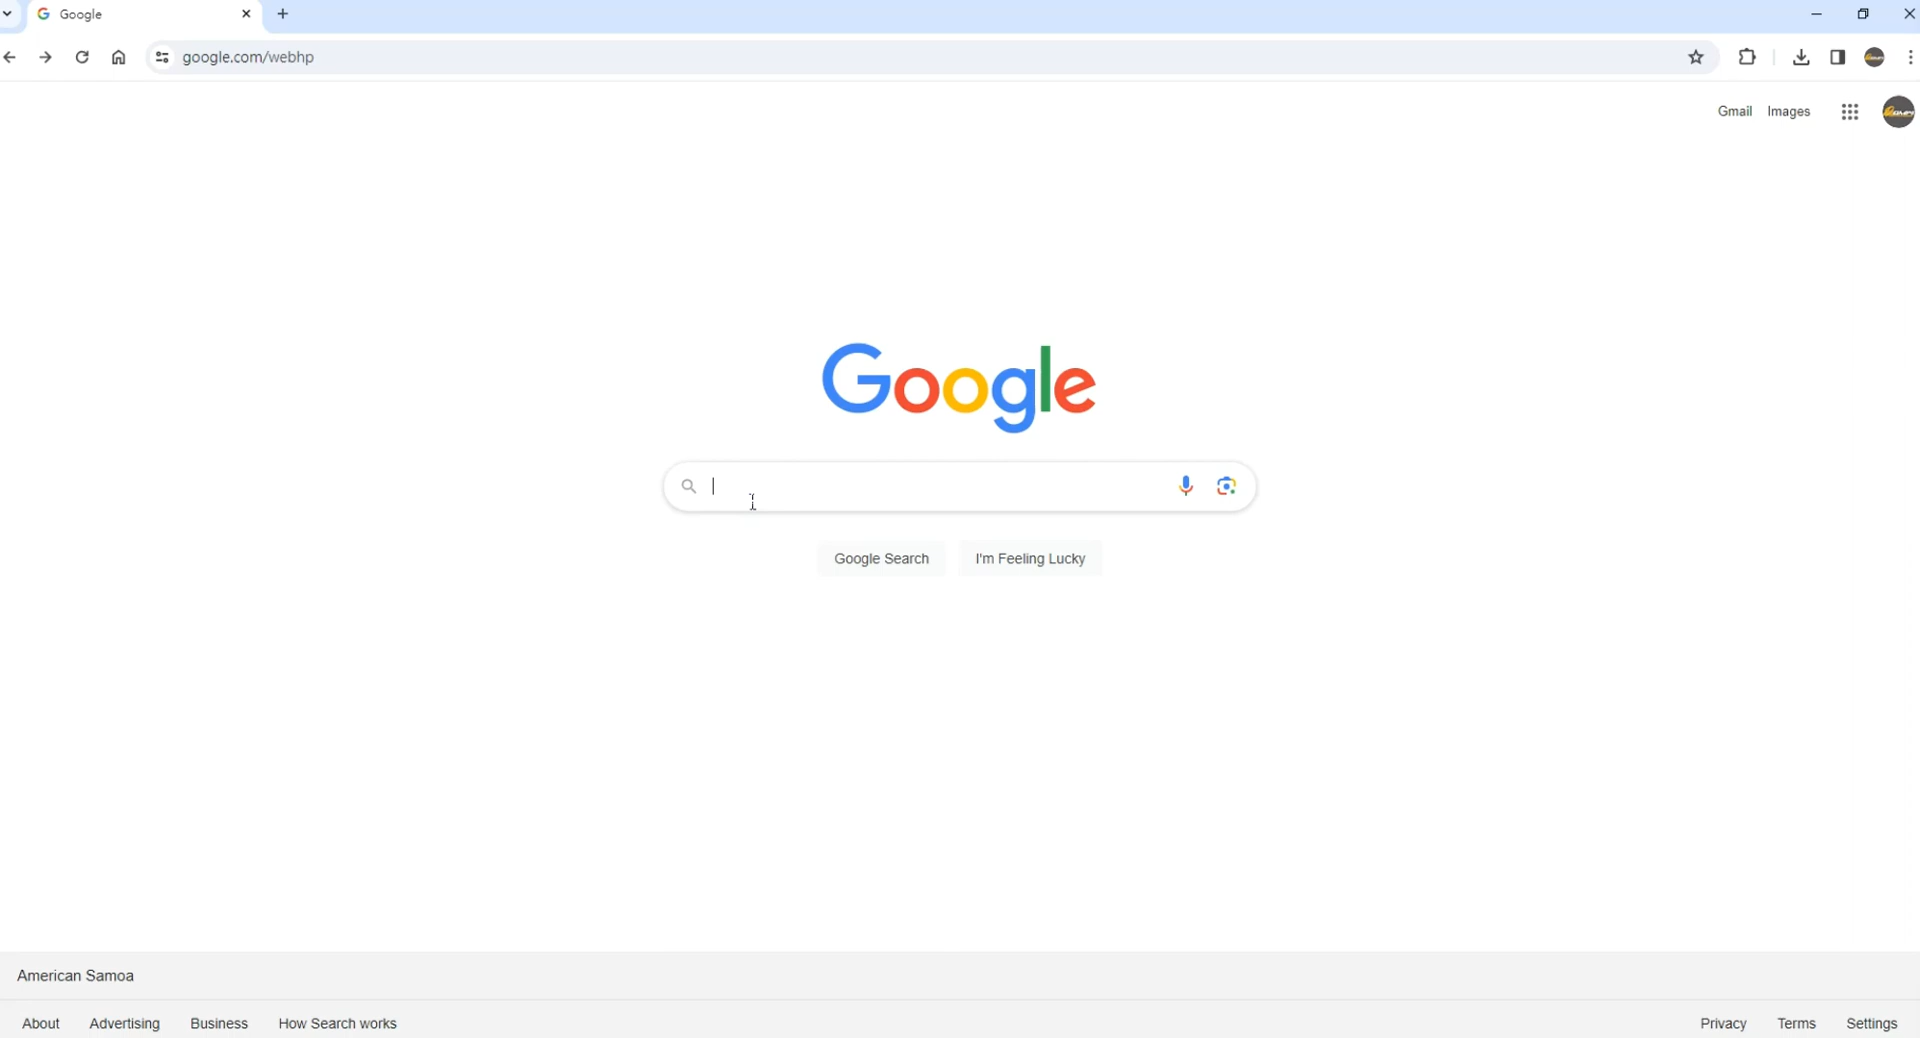 Google
google.com/webhp
Gmail Images
Google
Google Search I'm Feeling Lucky
American Samoa
About Advertising Business How Search works Privacy Terms Settings